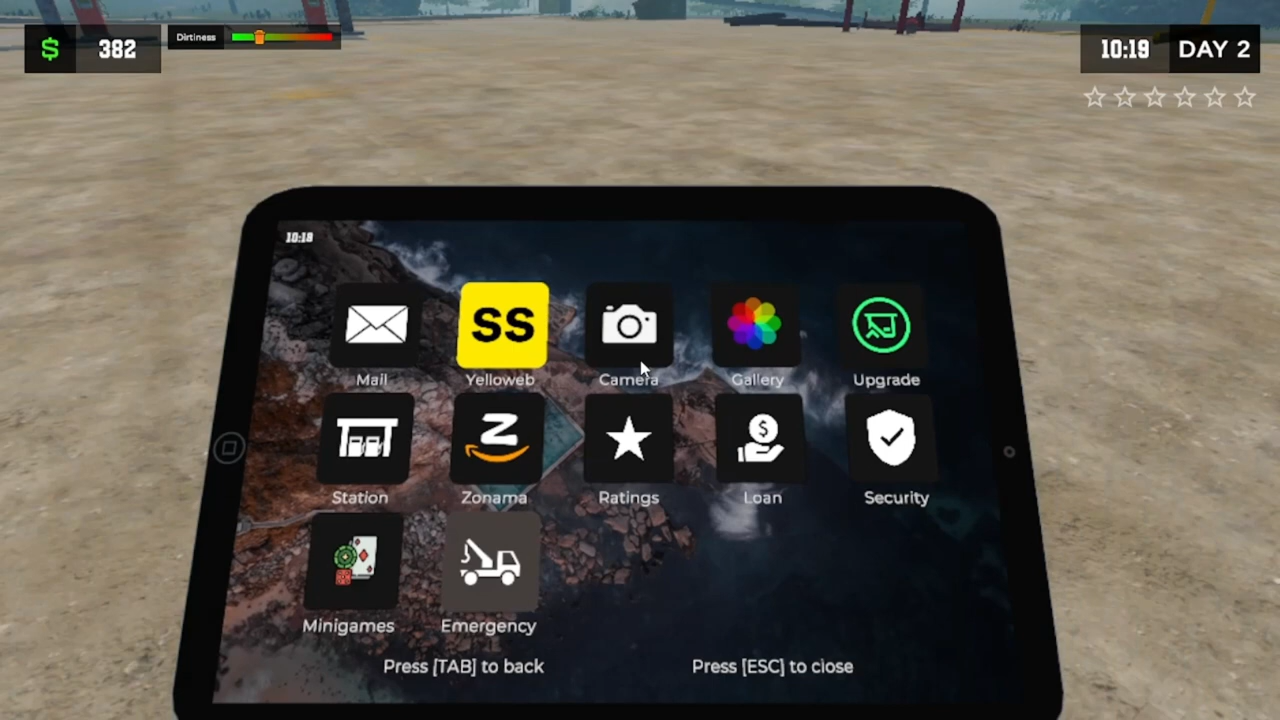 $ 382
Dirtiness
10:19 DAY 2
10:18
SS
Mail Yelloweb Camera Gallery Upgrade
Z
Station Zonama Ratings Loan Security
Minigames Emergency
Press [TAB] to back Press [ESC] to close